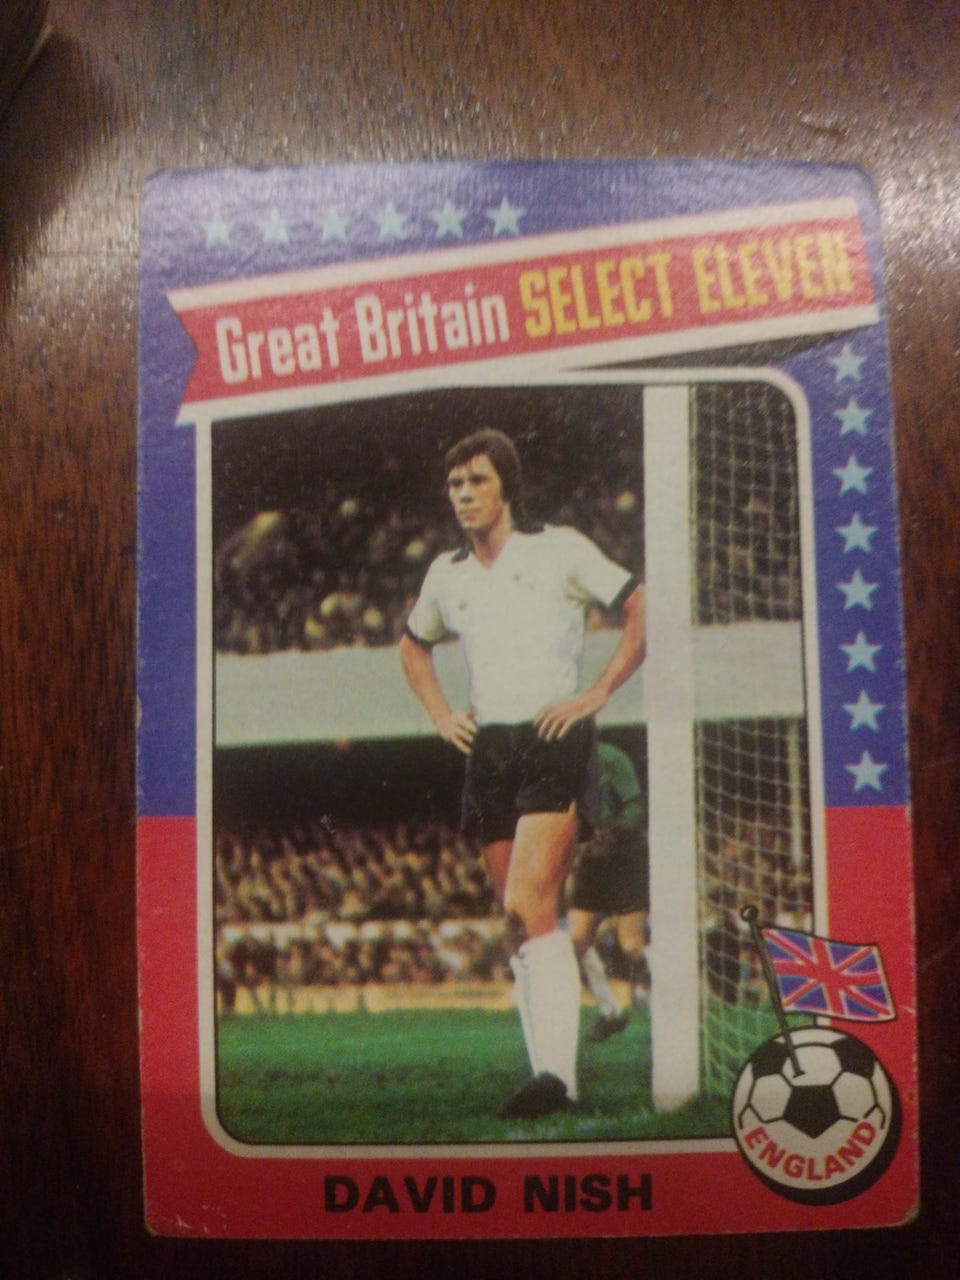 Great Britain SELECT ELEVEN
ENGLAND
DAVID NISH